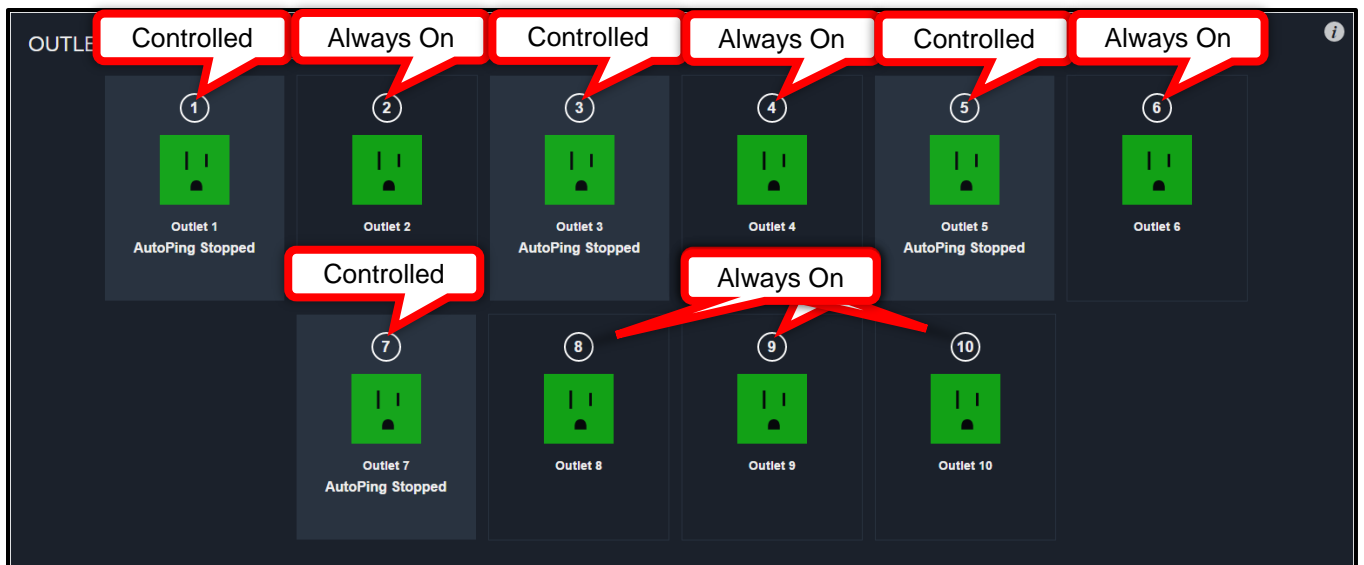 OUTLE
Controlled
Always On
Controlled
Always On
Controlled
Always On
i
1
2
3
4
5
6
Outlet 1
AutoPing Stopped
Outlet 2
Outlet 3
AutoPing Stopped
Outlet 4
Outlet 5
AutoPing Stopped
Outlet 6
Controlled
Always On
7
8
9
10
Outlet 7
AutoPing Stopped
Outlet 8
Outlet 9
Outlet 10